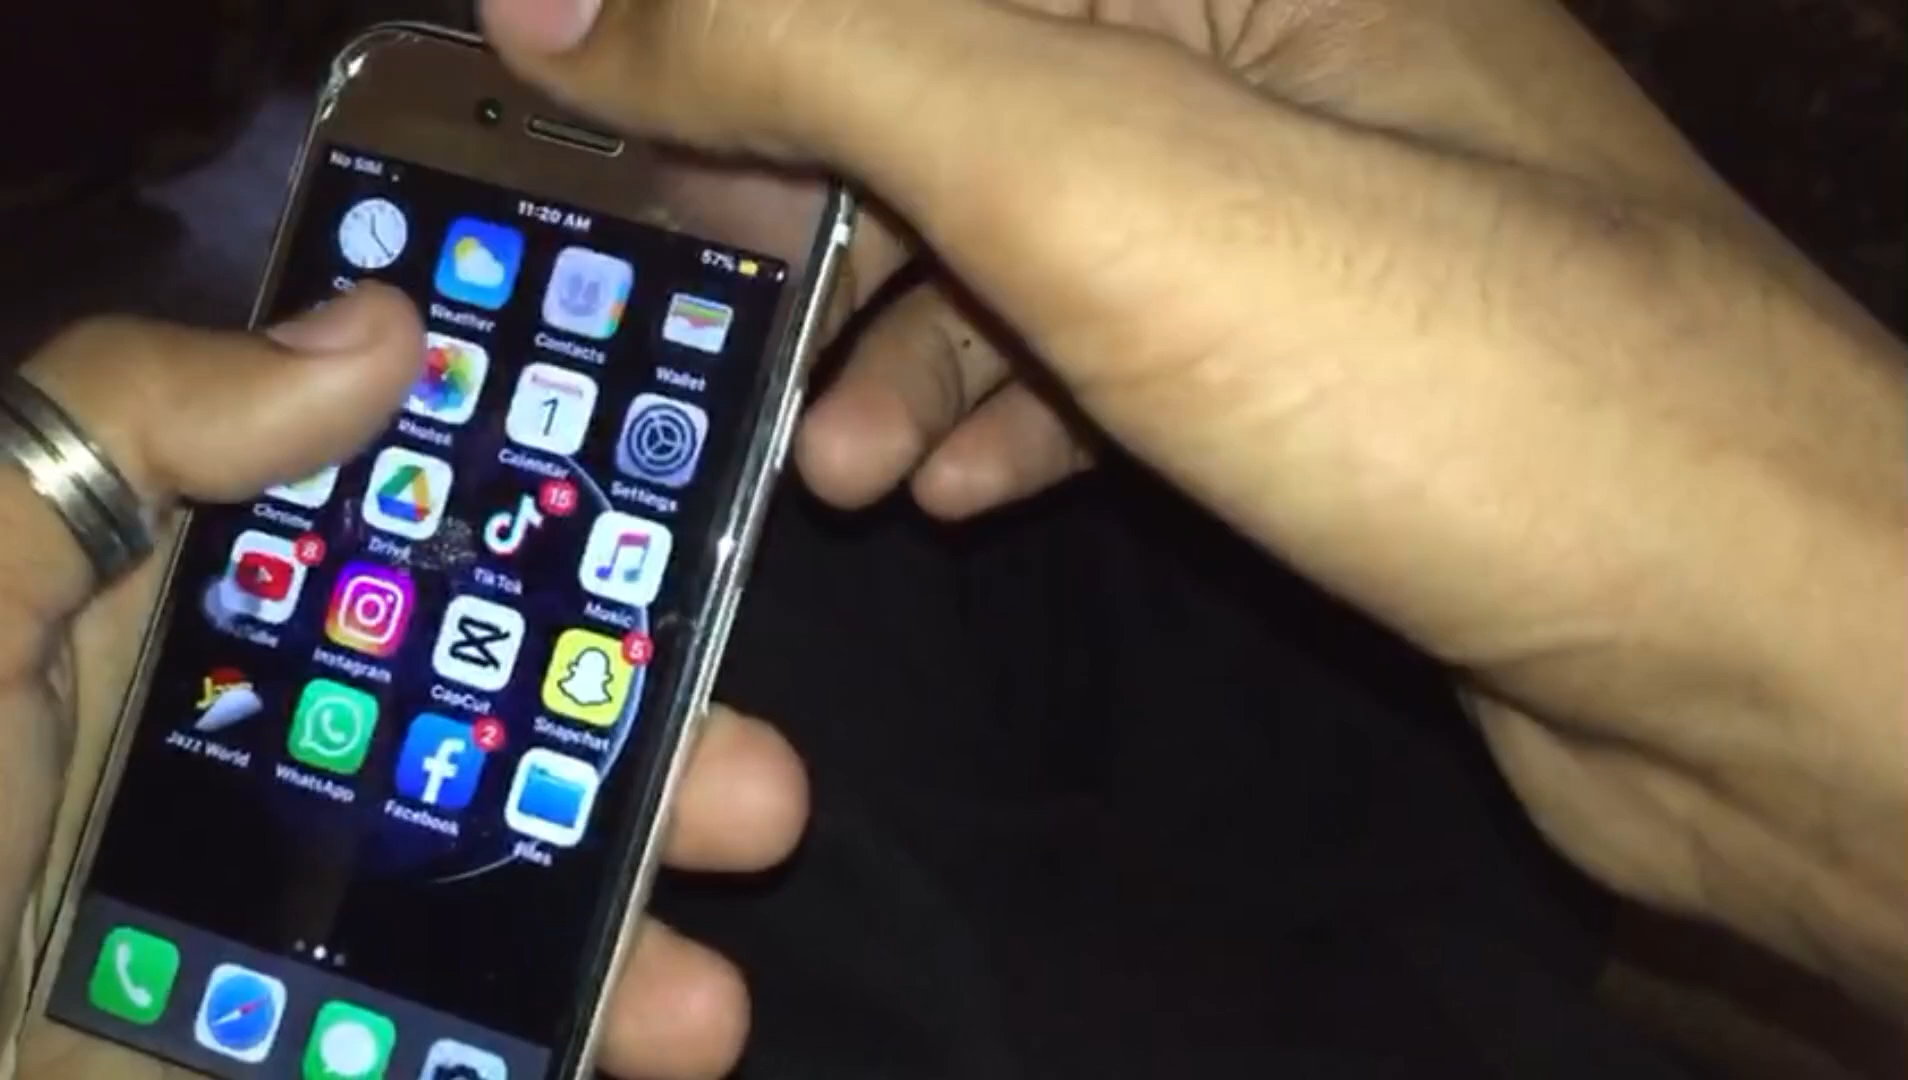 No SIM
11:20 AM
57%
Weather
Contacts
Wallet
Photos
1
Calendar
Settings
Chrome
Drive
15
TikTok
Music
8
YouTube
Instagram
CapCut
5
Snapchat
Jazz World
WhatsApp
2
Facebook
Files